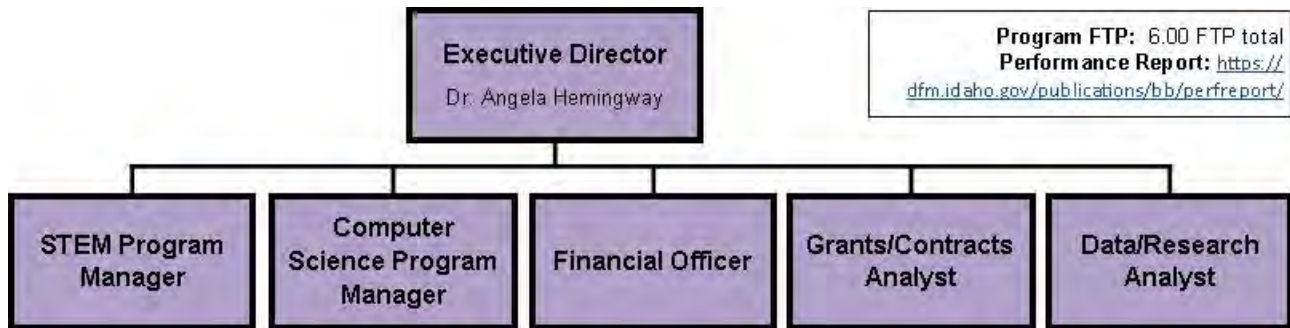 Executive Director
Dr. Angela Hemingway
Program FTP: 6.00 FTP total
Performance Report: https://
dfm.idaho.gov/publications/bb/perfreport/
STEM Program
Manager
Computer
Science Program
Manager
Financial Officer
Grants/Contracts
Analyst
Data/Research
Analyst